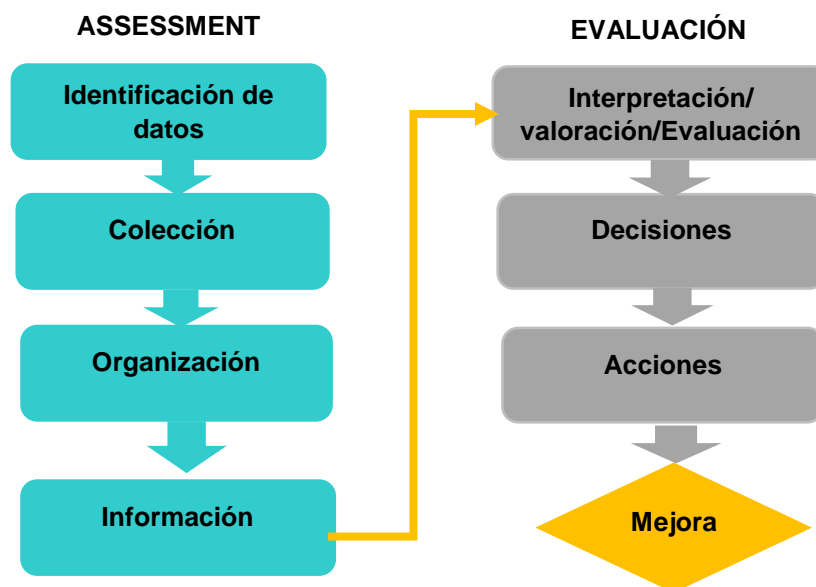 ASSESSMENT
Identificación de
datos
Colección
Organización
Información
EVALUACIÓN
Interpretación/
valoración/Evaluación
Decisiones
Acciones
Mejora